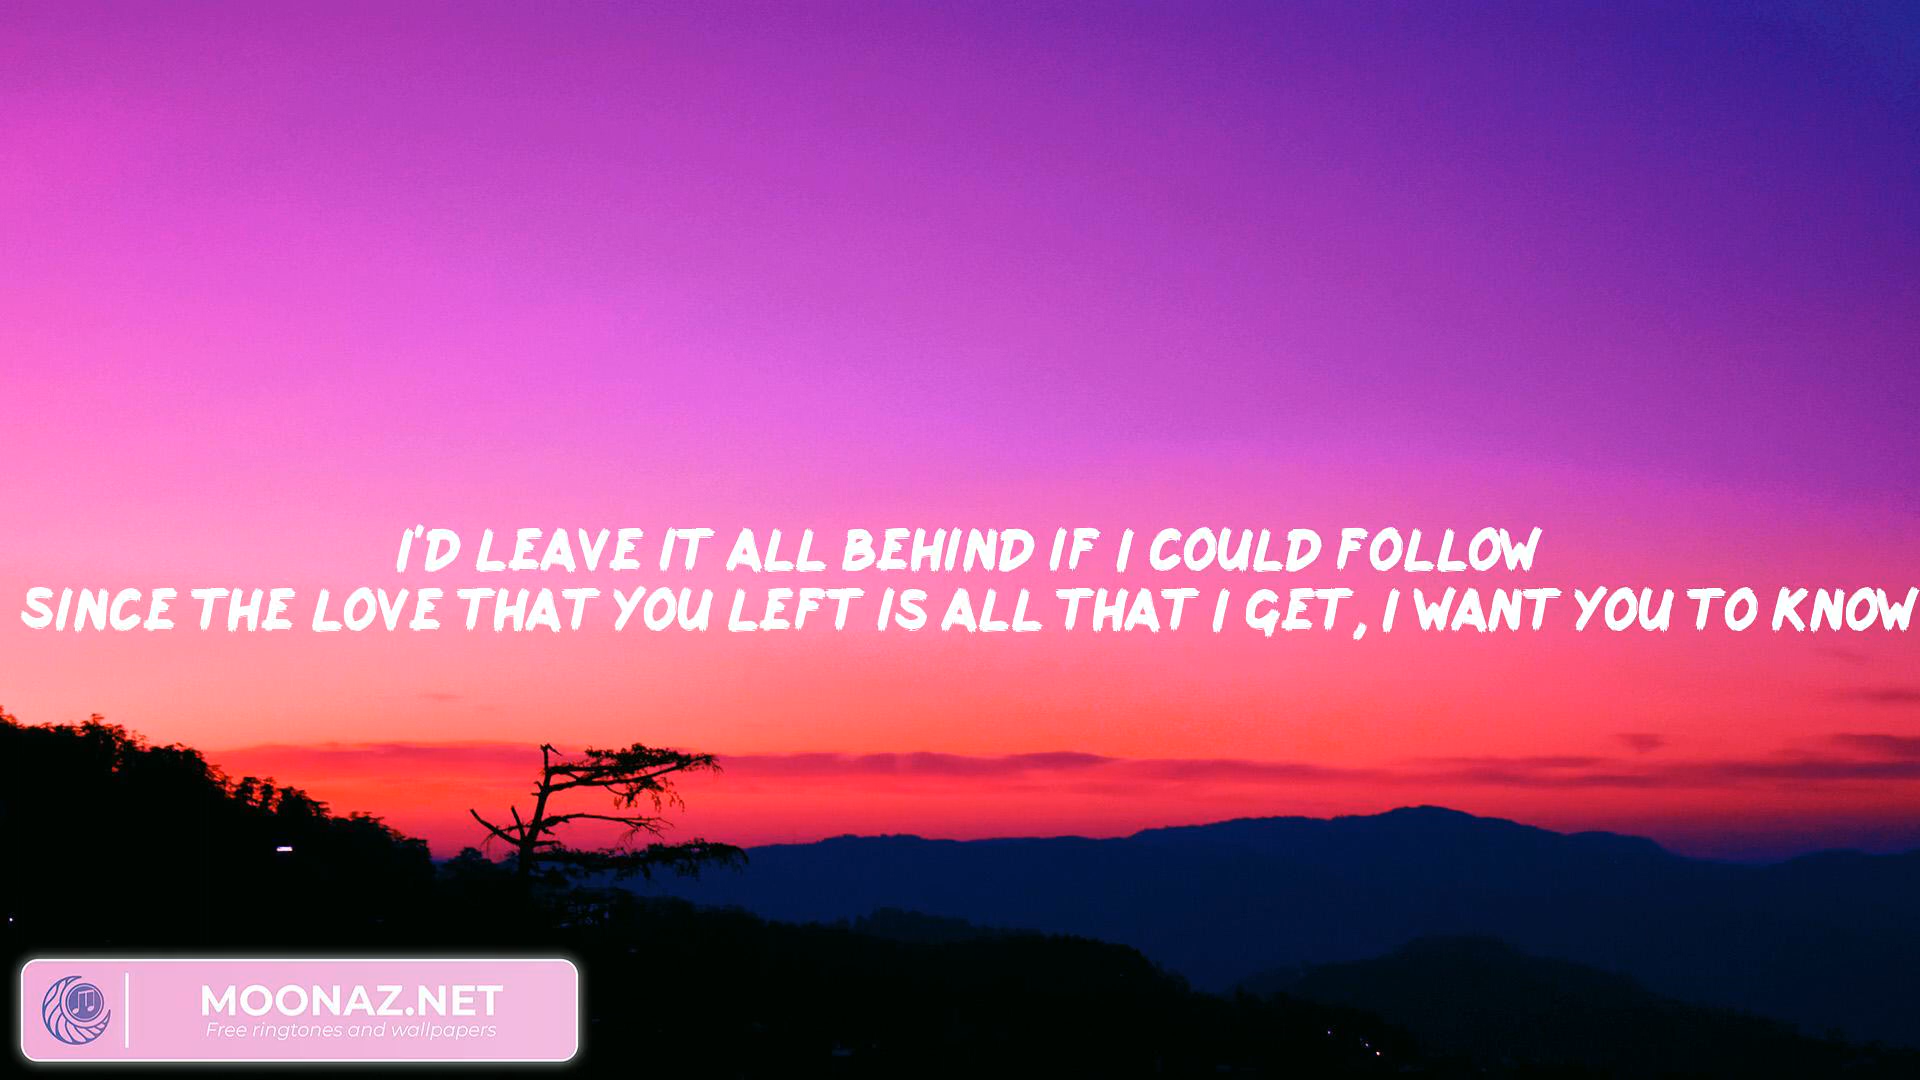 I'D LEAVE IT ALL BEHIND IF I COULD FOLLOW
SINCE THE LOVE THAT YOU LEFT IS ALL THAT I GET, I WANT YOU TO KNOW
MOONAZ.NET
Free ringtones and wallpapers